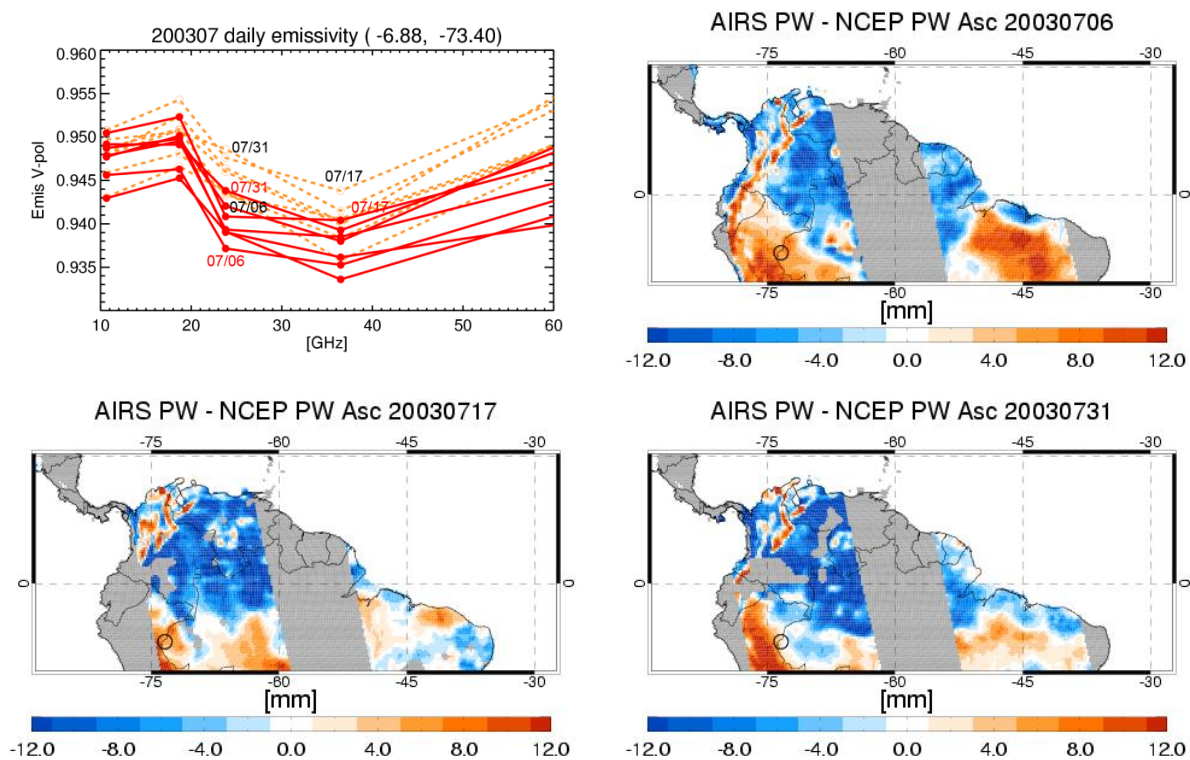 200307 daily emissivity ( -6.88, -73.40)
0.960
0.955
0.950
0.945
0.940
0.935
Emis V-pol
07/31
07/17
07/31
07/17
07/06
07/06
10 20 30 40 50 60
[GHz]
AIRS PW - NCEP PW Asc 20030706
-75 -60 -45 -30
0 0
-75 -60 -45 -30
[mm]
-12.0 -8.0 -4.0 0.0 4.0 8.0 12.0
AIRS PW - NCEP PW Asc 20030717
-75 -60 -45 -30
0 0
-75 -60 -45 -30
[mm]
-12.0 -8.0 -4.0 0.0 4.0 8.0 12.0
AIRS PW - NCEP PW Asc 20030731
-75 -60 -45 -30
0 0
-75 -60 -45 -30
[mm]
-12.0 -8.0 -4.0 0.0 4.0 8.0 12.0